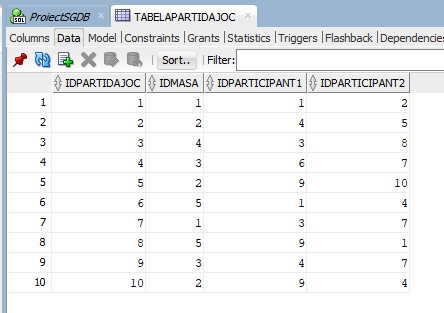 ProiectSGDB TABELAPARTIDAJOC
Columns Data Model Constraints Grants Statistics Triggers Flashback Dependencies
Sort.. Filter:
IDPARTIDAJOC IDMASA IDPARTICIPANT1 IDPARTICIPANT2
1 1 1 1 2
2 2 2 4 5
3 3 4 3 8
4 4 3 6 7
5 5 2 9 10
6 6 5 1 4
7 7 1 3 7
8 8 5 9 1
9 9 3 4 7
10 10 2 9 4